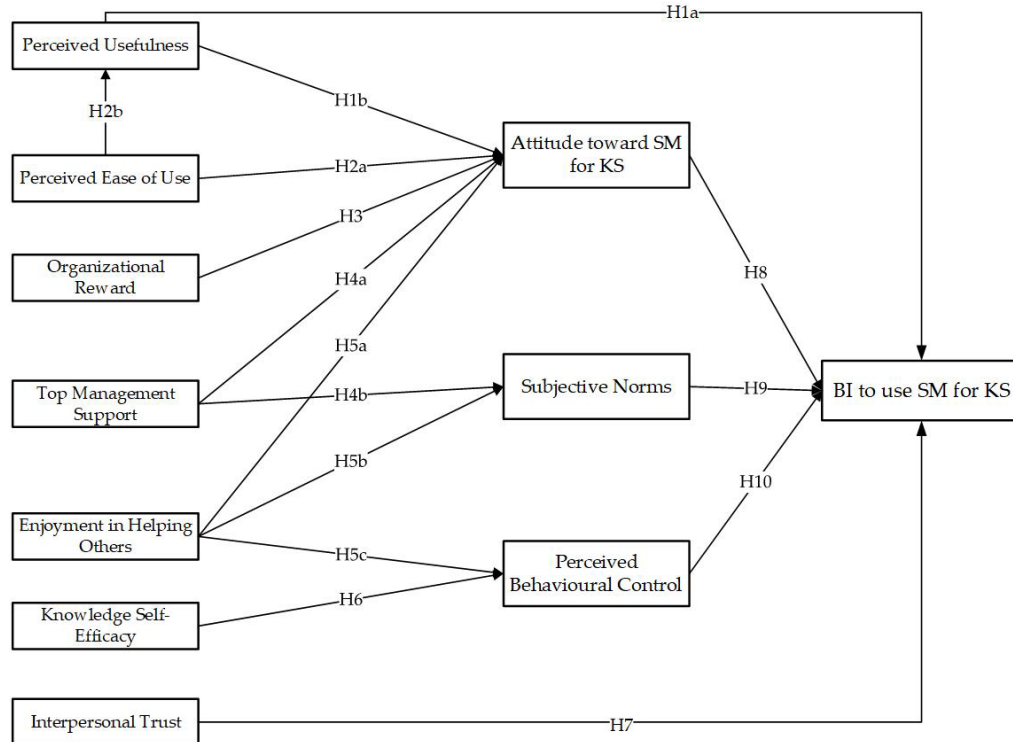 H1a
Perceived Usefulness
H1b
H2b
Attitude toward SM
for KS
H2a
Perceived Ease of Use
H3
Organizational
Reward
H4a
H8
H5a
Top Management
Support
H4b
Subjective Norms
H9
BI to use SM for KS
H5b
H10
Enjoyment in Helping
Others
H5c
Perceived
Behavioural Control
H6
Knowledge Self-
Efficacy
Interpersonal Trust
H7